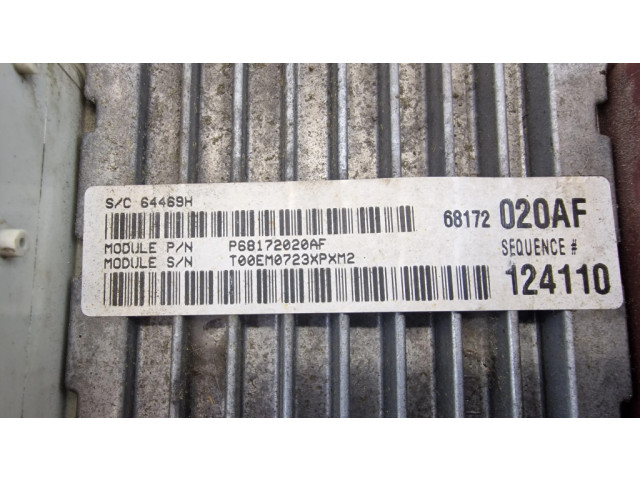 S/C 64469H
68172 020AF
MODULE P/N P68172020AF
MODULE S/N T00EM0723XPXM2
SEQUENCE #
124110